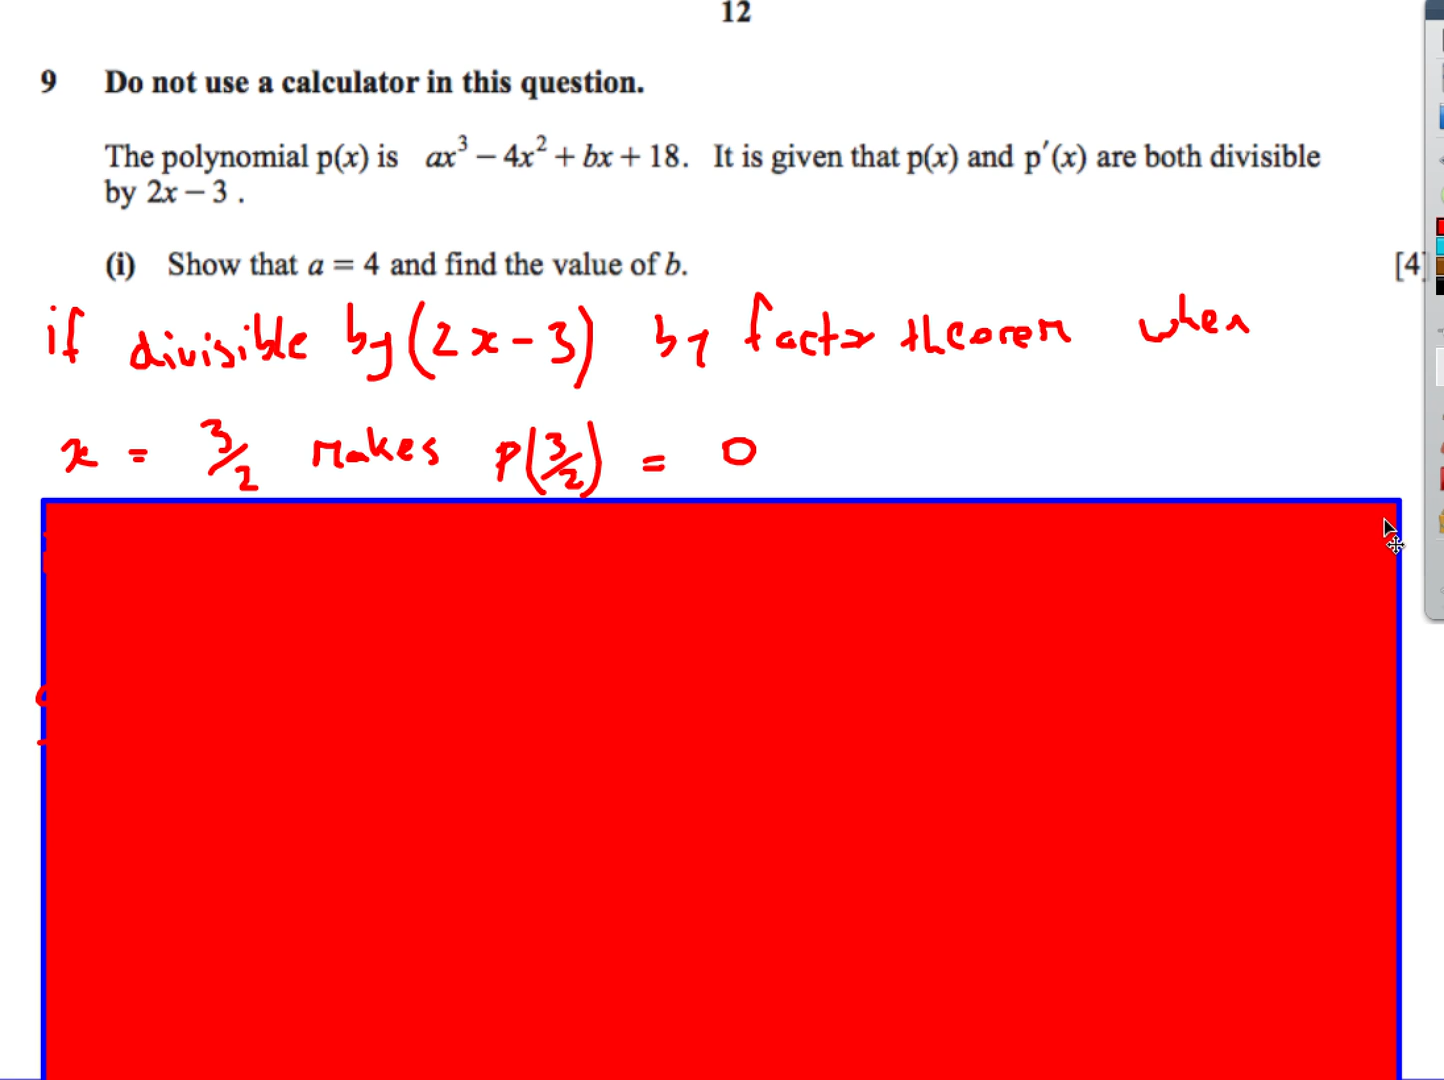 12
9 Do not use a calculator in this question.
The polynomial p(x) is ax³ − 4x² + bx + 18. It is given that p(x) and p′(x) are both divisible
by 2x − 3 .
(i) Show that a = 4 and find the value of b. [4]
if divisible by (2x-3) by factor theorem when
x = 3/2 makes P(3/2) = 0